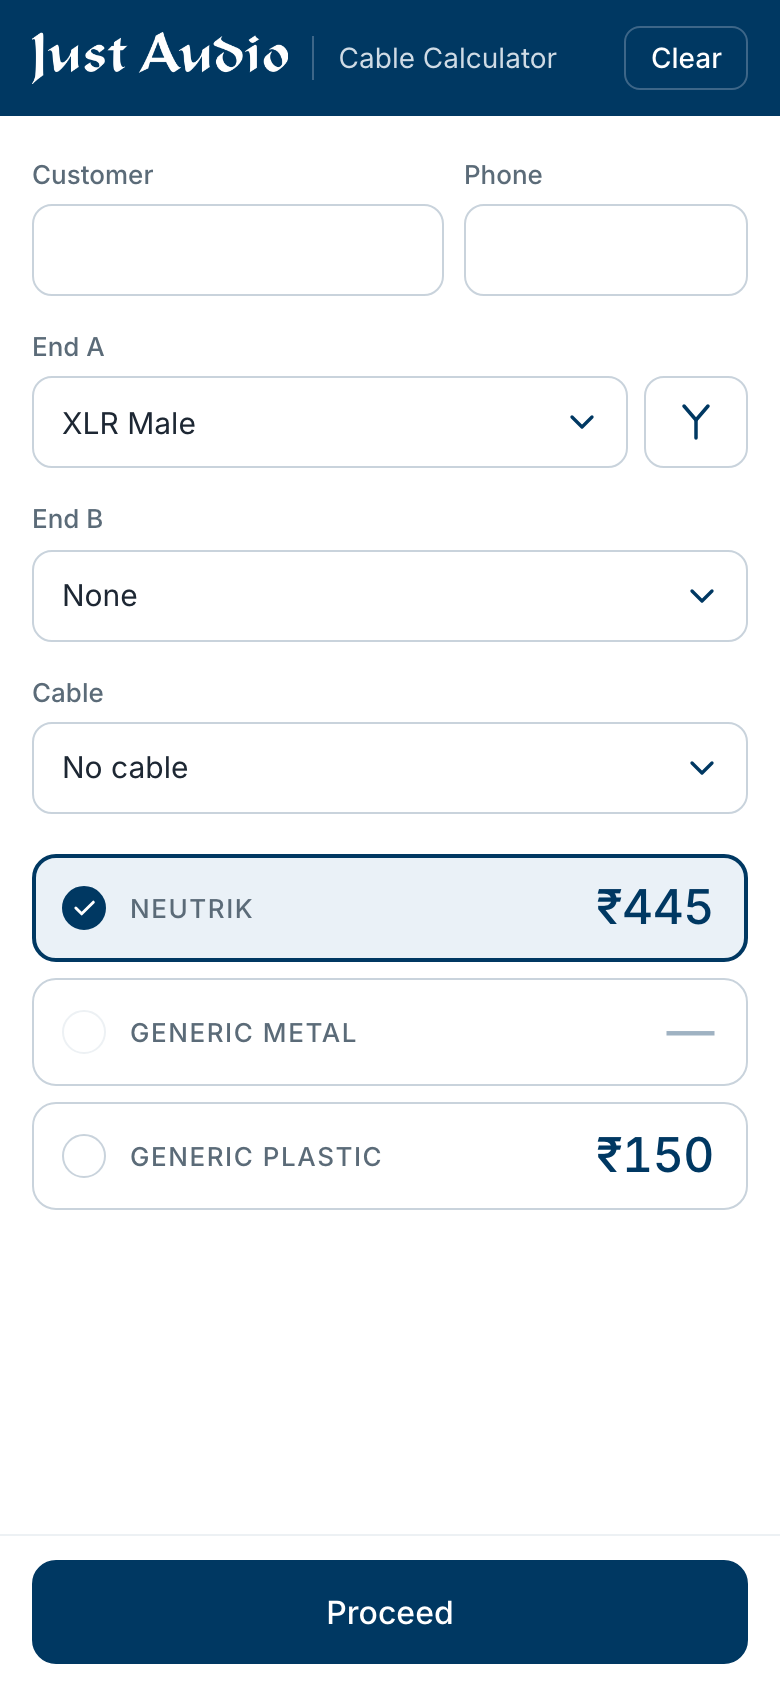 Just Audio Cable Calculator Clear
Customer Phone
End A
XLR Male
End B
None
Cable
No cable
NEUTRIK ₹445
GENERIC METAL —
GENERIC PLASTIC ₹150
Proceed